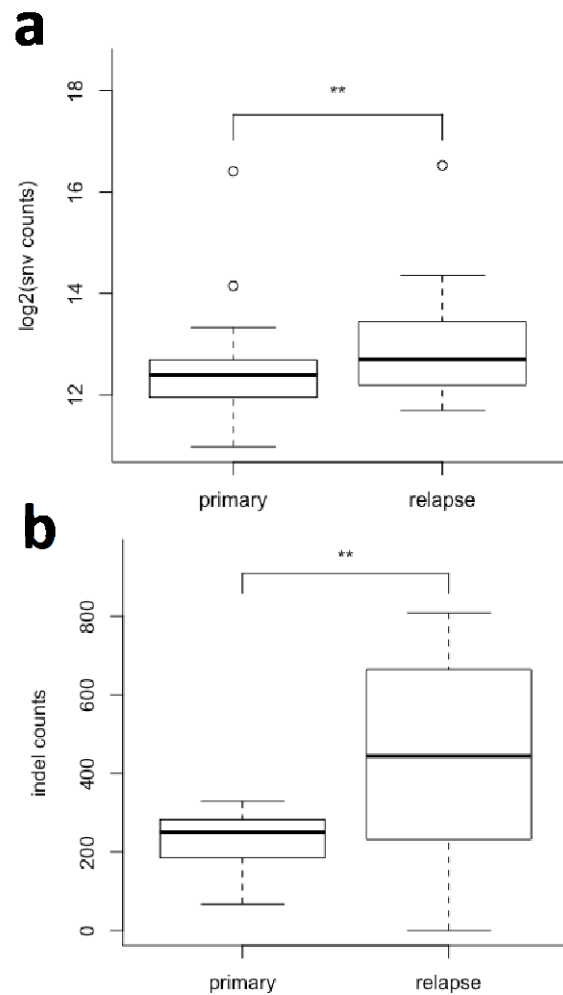 a
**
18
16
14
12
log2(snv counts)
primary relapse
b
**
800
600
400
200
0
indel counts
primary relapse